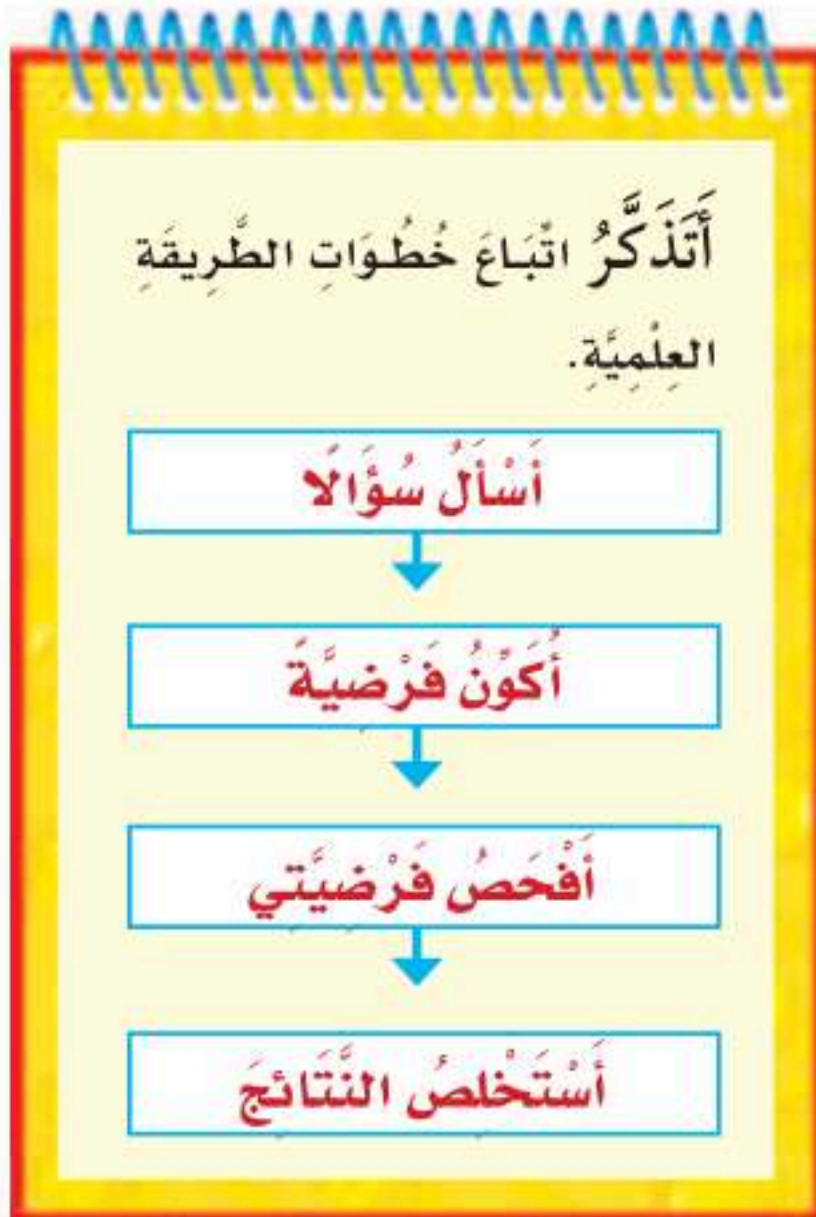 أَتَذَكَّرُ اتْبَاعَ خُطُوَاتِ الطَّرِيقَةِ
العِلْمِيَّةِ.
أَسْأَلُ سُؤَالًا
أُكَوِّنُ فَرْضِيَّةً
أَفْحَصُ فَرْضِيَّتِي
أَسْتَخْلِصُ النَّتَائِجَ